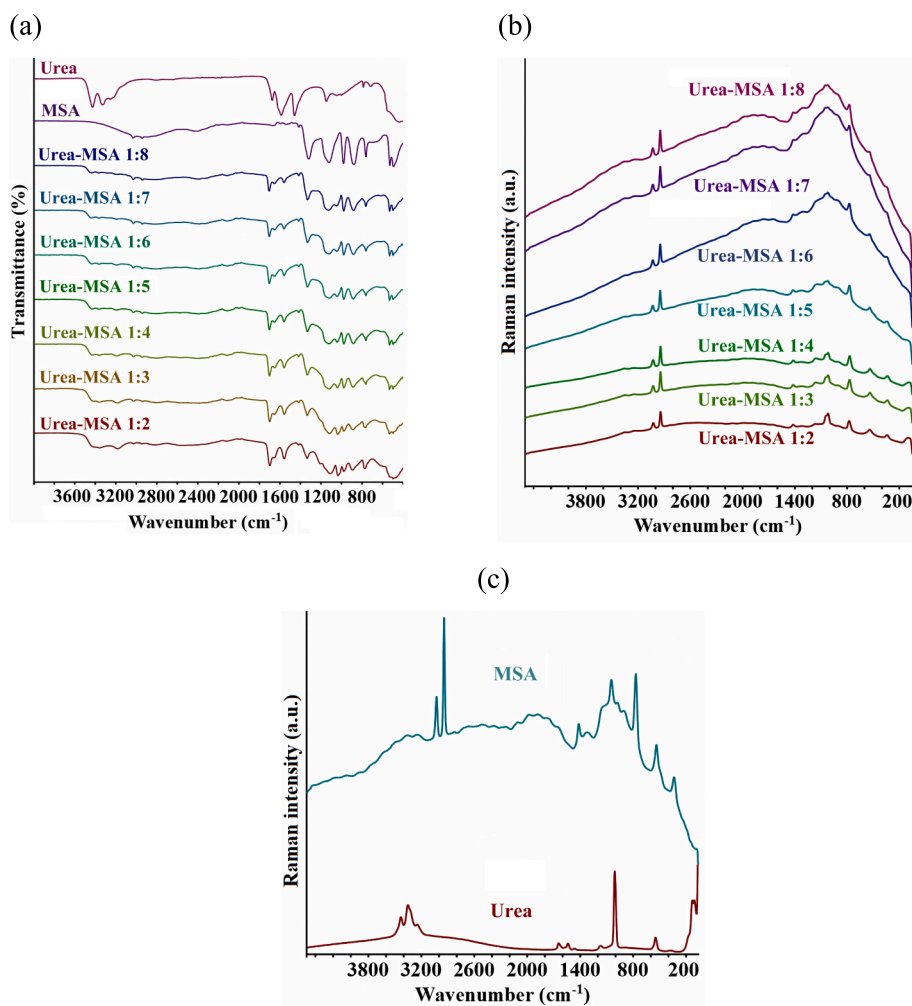 (a)
Urea
MSA
Urea-MSA 1:8
Urea-MSA 1:7
Urea-MSA 1:6
Urea-MSA 1:5
Urea-MSA 1:4
Urea-MSA 1:3
Urea-MSA 1:2
Transmittance (%)
3600 3200 2800 2400 2000 1600 1200 800
Wavenumber (cm⁻¹)
(b)
Urea-MSA 1:8
Urea-MSA 1:7
Urea-MSA 1:6
Urea-MSA 1:5
Urea-MSA 1:4
Urea-MSA 1:3
Urea-MSA 1:2
Raman intensity (a.u.)
3800 3200 2600 2000 1400 800 200
Wavenumber (cm⁻¹)
(c)
MSA
Urea
Raman intensity (a.u.)
3800 3200 2600 2000 1400 800 200
Wavenumber (cm⁻¹)